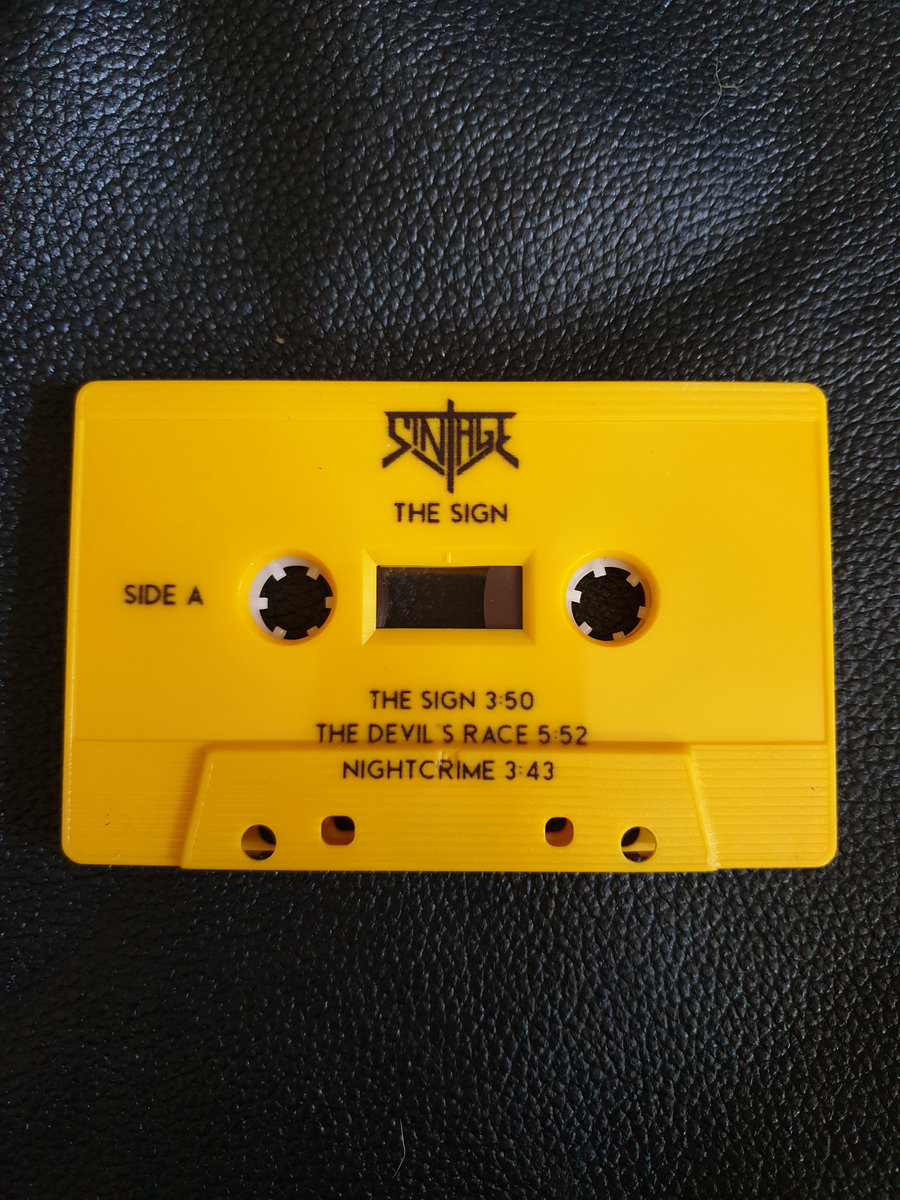 SINTAGE
THE SIGN
SIDE A
THE SIGN 3:50
THE DEVIL'S RACE 5:52
NIGHTCRIME 3:43